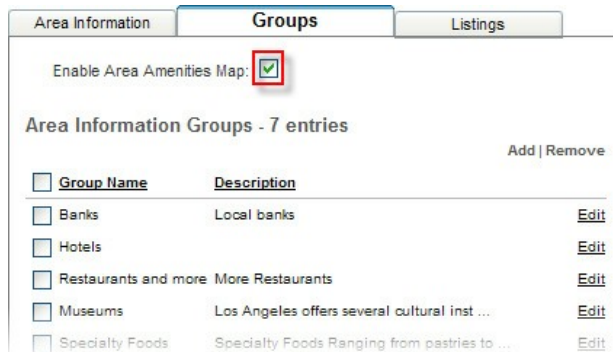 Area Information Groups Listings
Enable Area Amenities Map:
Area Information Groups - 7 entries
Add | Remove
Group Name Description
Banks Local banks Edit
Hotels Edit
Restaurants and more More Restaurants Edit
Museums Los Angeles offers several cultural inst ... Edit
Specialty Foods Specialty Foods Ranging from pastries to ... Edit